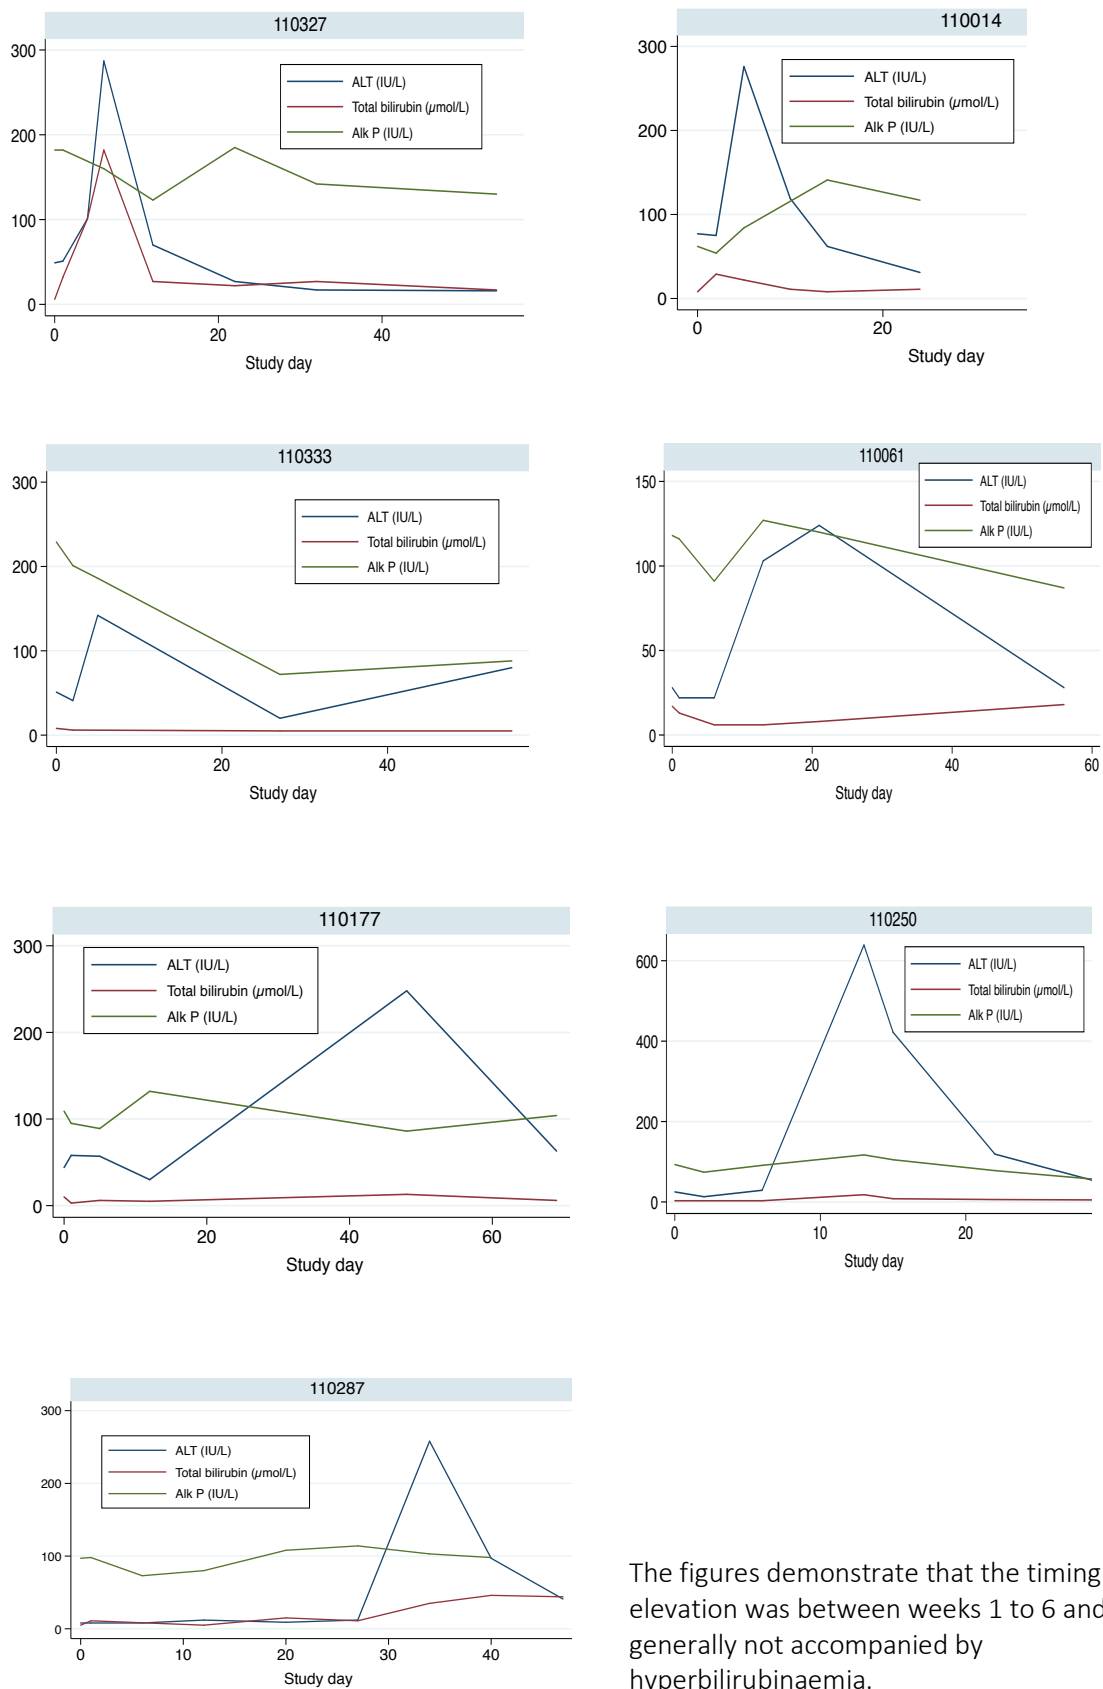 110327
300
200
100
0
ALT (IU/L)
Total bilirubin (µmol/L)
Alk P (IU/L)
0 20 40
Study day
110014
300
200
100
0
ALT (IU/L)
Total bilirubin (µmol/L)
Alk P (IU/L)
0 20
Study day
110333
300
200
100
0
ALT (IU/L)
Total bilirubin (µmol/L)
Alk P (IU/L)
0 20 40
Study day
110061
150
100
50
0
ALT (IU/L)
Total bilirubin (µmol/L)
Alk P (IU/L)
0 20 40 60
Study day
110177
300
200
100
0
ALT (IU/L)
Total bilirubin (µmol/L)
Alk P (IU/L)
0 20 40 60
Study day
110250
600
400
200
0
ALT (IU/L)
Total bilirubin (µmol/L)
Alk P (IU/L)
0 10 20
Study day
110287
300
200
100
0
ALT (IU/L)
Total bilirubin (µmol/L)
Alk P (IU/L)
0 10 20 30 40
Study day
The figures demonstrate that the timing
elevation was between weeks 1 to 6 and
generally not accompanied by
hyperbilirubinaemia.